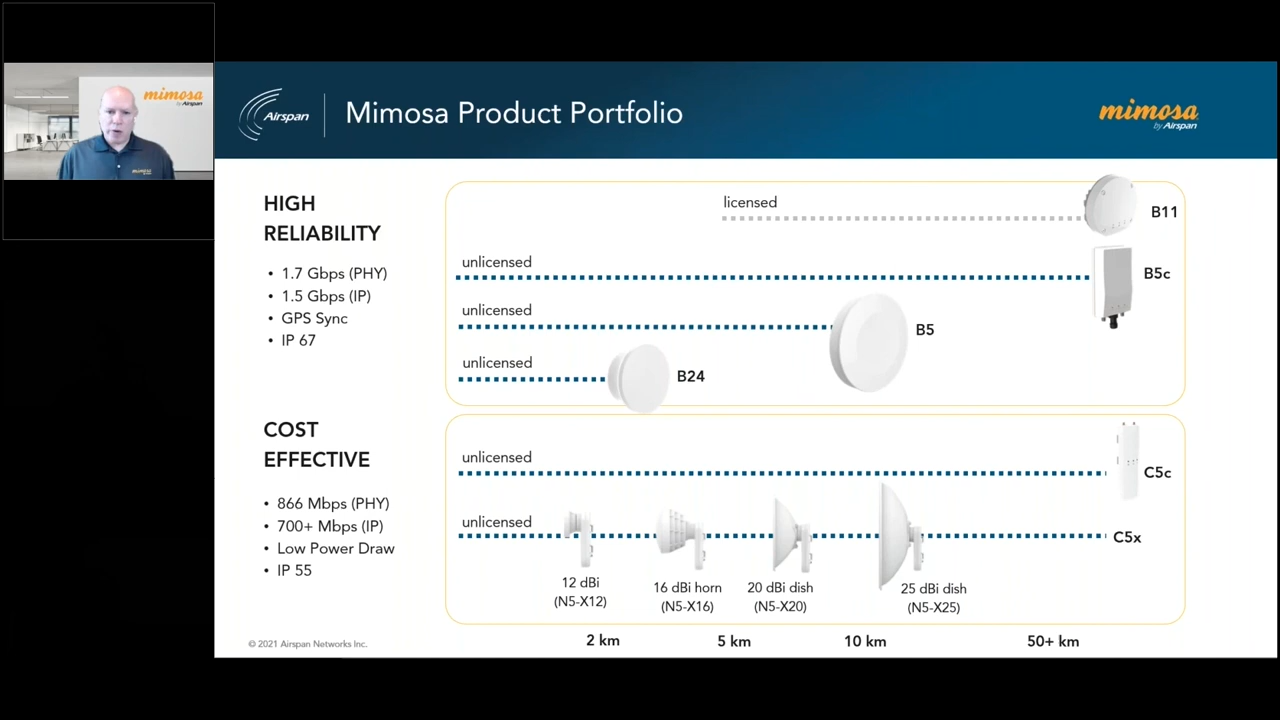 mimosa
by Airspan
mimosa
Airspan
Mimosa Product Portfolio
mimosa
by Airspan
HIGH
RELIABILITY
• 1.7 Gbps (PHY)
• 1.5 Gbps (IP)
• GPS Sync
• IP 67
licensed
B11
unlicensed
B5c
unlicensed
B5
unlicensed
B24
COST
EFFECTIVE
• 866 Mbps (PHY)
• 700+ Mbps (IP)
• Low Power Draw
• IP 55
unlicensed
C5c
unlicensed
C5x
12 dBi
(N5-X12)
16 dBi horn
(N5-X16)
20 dBi dish
(N5-X20)
25 dBi dish
(N5-X25)
2 km
5 km
10 km
50+ km
© 2021 Airspan Networks Inc.